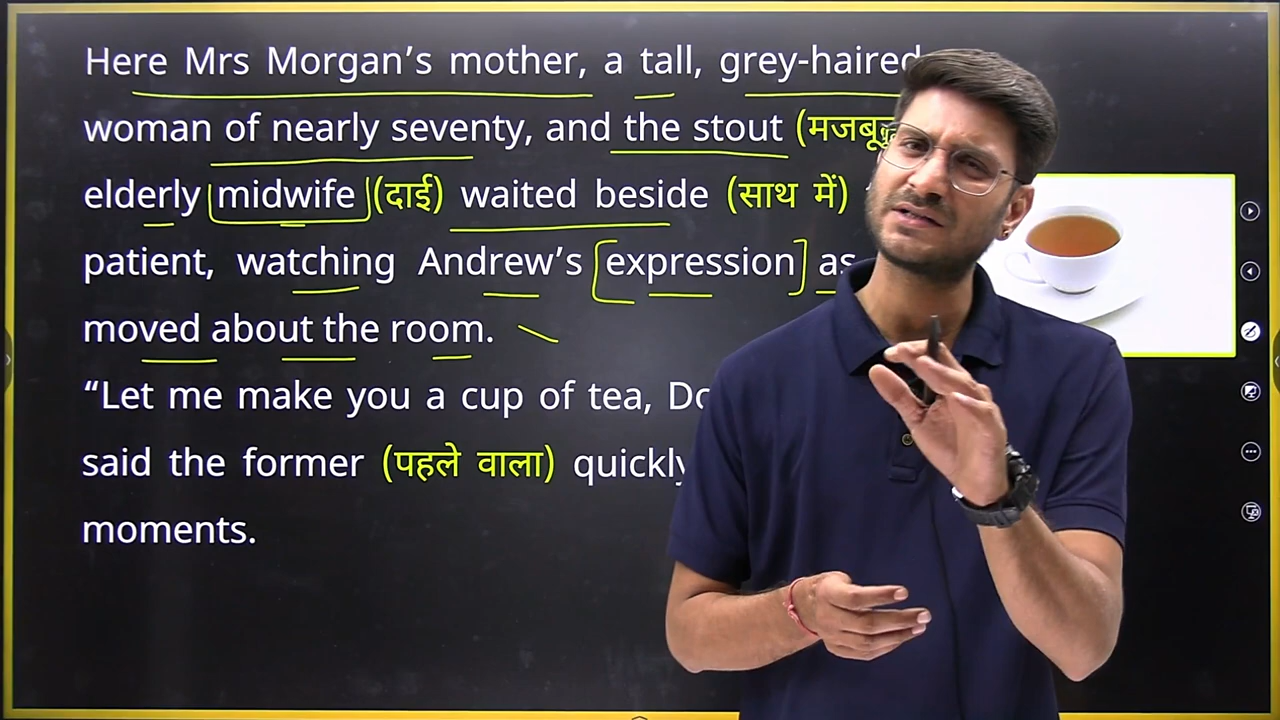 Here Mrs Morgan’s mother, a tall, grey-haired
woman of nearly seventy, and the stout
elderly midwife (दाई) waited beside (साथ में)
patient, watching Andrew’s expression as
moved about the room.
“Let me make you a cup of tea,
said the former (पहले वाला) quickly
moments.